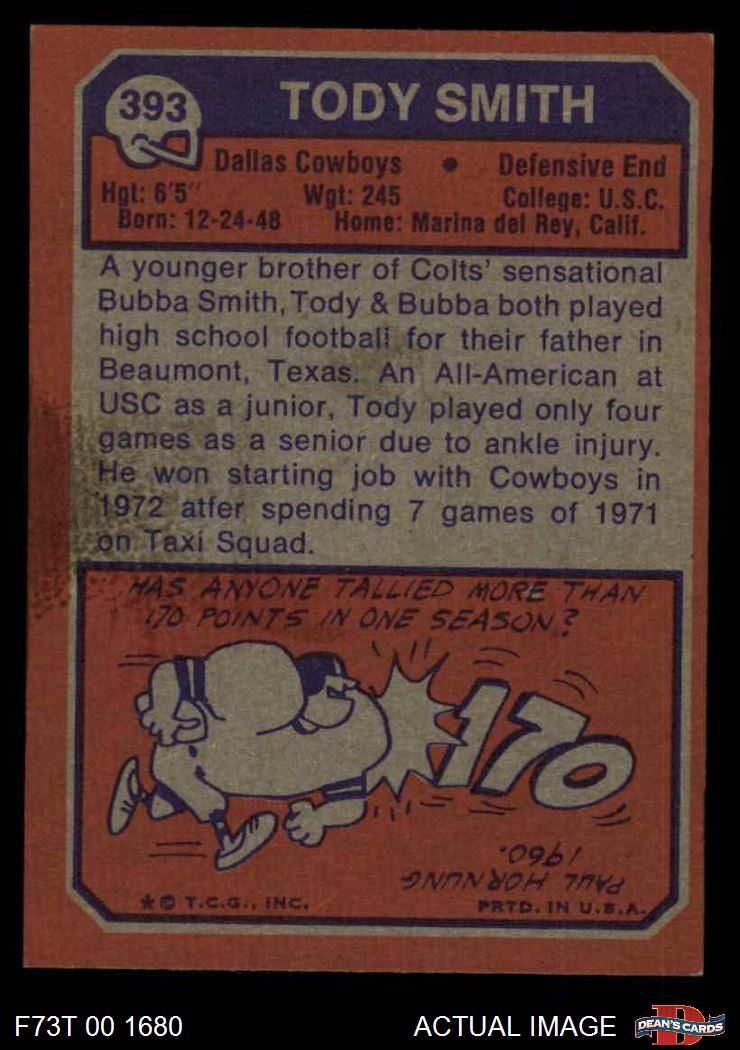 393
TODY SMITH
Dallas Cowboys • Defensive End
Hgt: 6'5" Wgt: 245 College: U.S.C.
Born: 12-24-48 Home: Marina del Rey, Calif.
A younger brother of Colts' sensational
Bubba Smith, Tody & Bubba both played
high school football for their father in
Beaumont, Texas. An All-American at
USC as a junior, Tody played only four
games as a senior due to ankle injury.
He won starting job with Cowboys in
1972 atfer spending 7 games of 1971
on Taxi Squad.
HAS ANYONE TALLIED MORE THAN
170 POINTS IN ONE SEASON?
170
PAUL HORNUNG
1960.
★ © T.C.G., INC. PRTD. IN U.S.A.
F73T 00 1680 ACTUAL IMAGE D DEAN'S CARDS